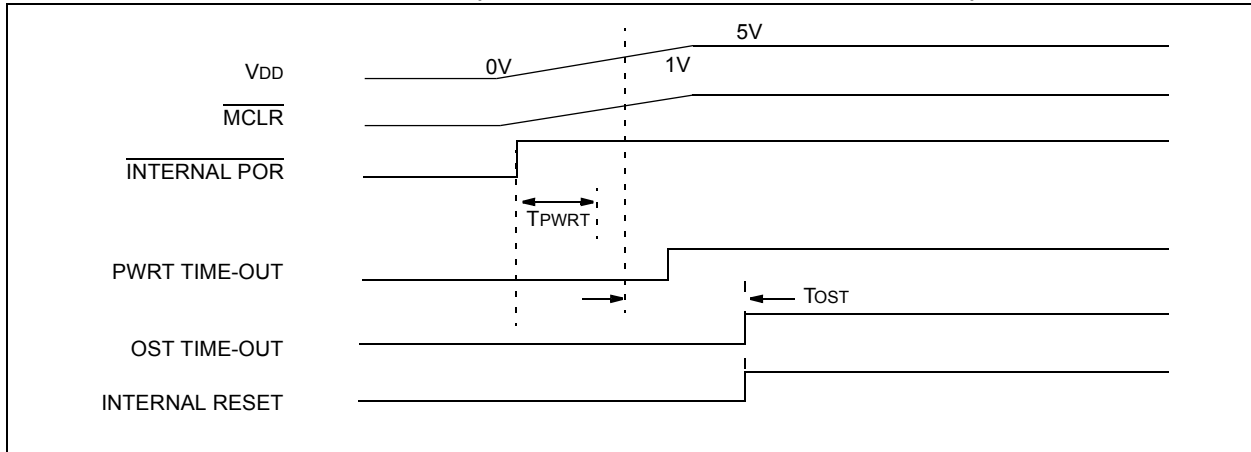 5V
VDD 0V 1V
MCLR
INTERNAL POR
TPWRT
PWRT TIME-OUT
TOST
OST TIME-OUT
INTERNAL RESET